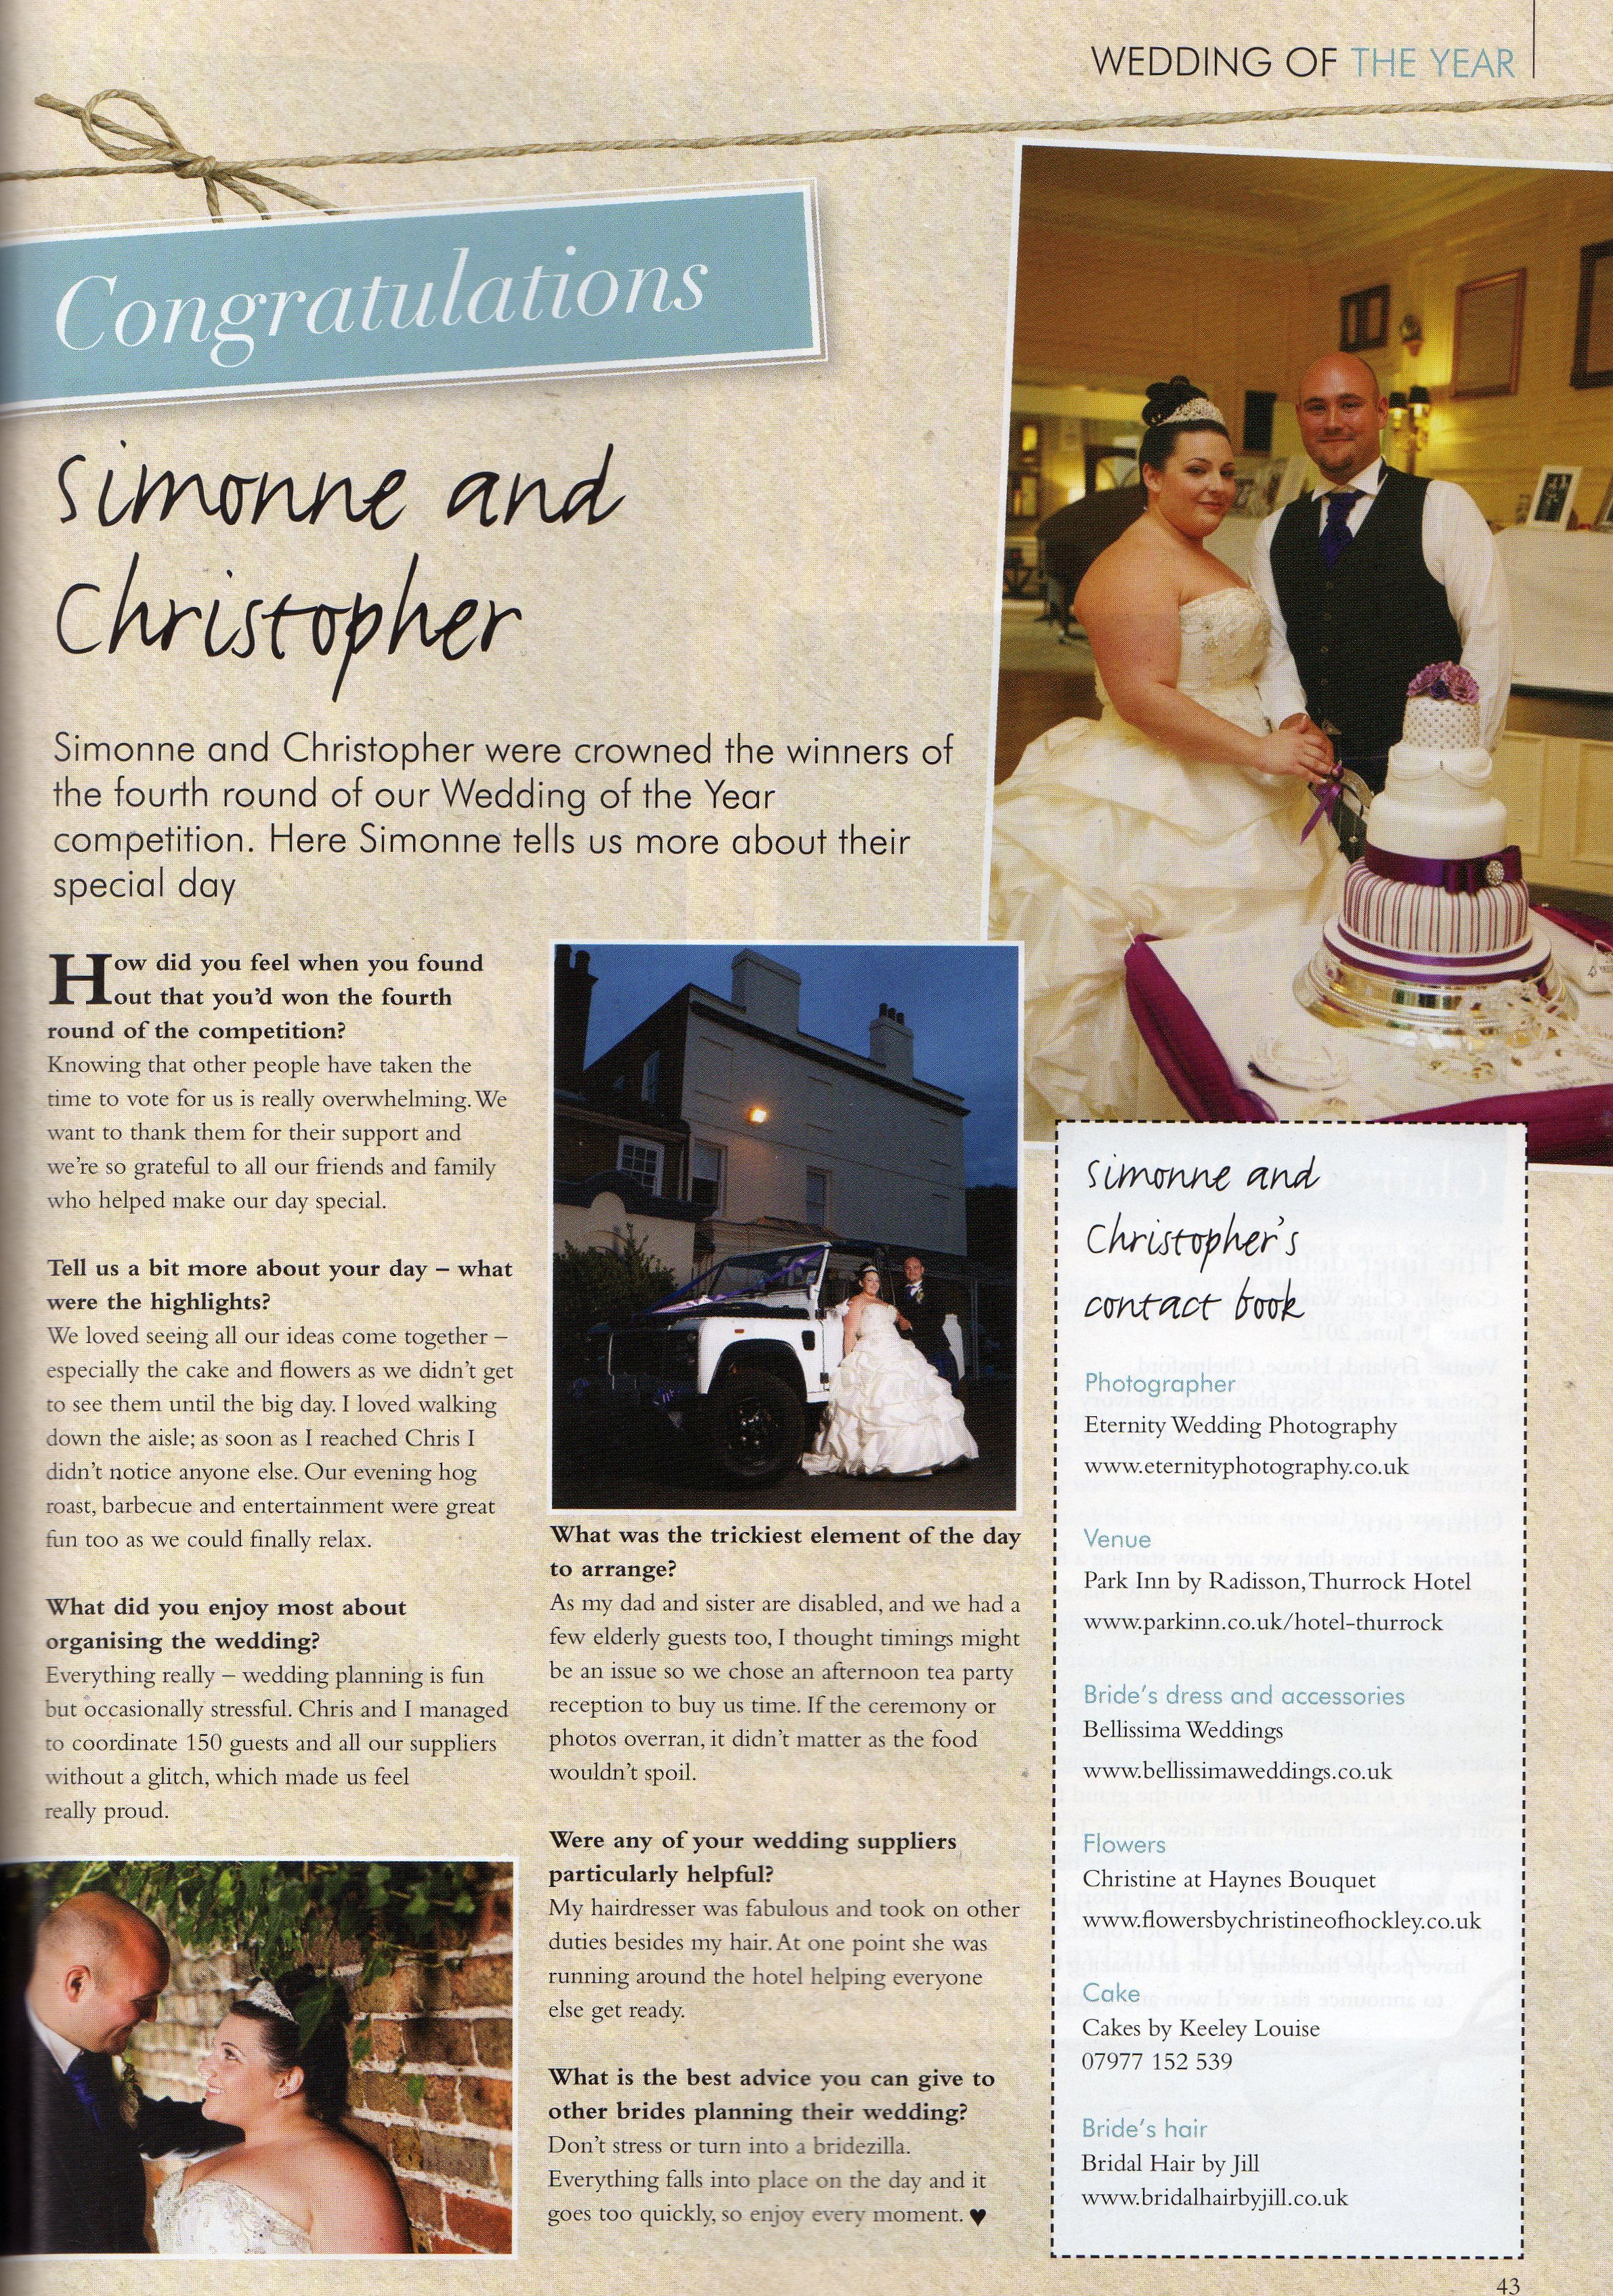 WEDDING OF THE YEAR
Congratulations
Simonne and
Christopher
Simonne and Christopher were crowned the winners of
the fourth round of our Wedding of the Year
competition. Here Simonne tells us more about their
special day
How did you feel when you found
out that you'd won the fourth
round of the competition?
Knowing that other people have taken the
time to vote for us is really overwhelming. We
want to thank them for their support and
we're so grateful to all our friends and family
who helped make our day special.
Tell us a bit more about your day – what
were the highlights?
We loved seeing all our ideas come together –
especially the cake and flowers as we didn't get
to see them until the big day. I loved walking
down the aisle; as soon as I reached Chris I
didn't notice anyone else. Our evening hog
roast, barbecue and entertainment were great
fun too as we could finally relax.
What did you enjoy most about
organising the wedding?
Everything really – wedding planning is fun
but occasionally stressful. Chris and I managed
to coordinate 150 guests and all our suppliers
without a glitch, which made us feel
really proud.
What was the trickiest element of the day
to arrange?
As my dad and sister are disabled, and we had a
few elderly guests too, I thought timings might
be an issue so we chose an afternoon tea party
reception to buy us time. If the ceremony or
photos overran, it didn't matter as the food
wouldn't spoil.
Were any of your wedding suppliers
particularly helpful?
My hairdresser was fabulous and took on other
duties besides my hair. At one point she was
running around the hotel helping everyone
else get ready.
What is the best advice you can give to
other brides planning their wedding?
Don't stress or turn into a bridezilla.
Everything falls into place on the day and it
goes too quickly, so enjoy every moment. ♥
Simonne and
Christopher's
contact book
Photographer
Eternity Wedding Photography
www.eternityphotography.co.uk
Venue
Park Inn by Radisson, Thurrock Hotel
www.parkinn.co.uk/hotel-thurrock
Bride's dress and accessories
Bellissima Weddings
www.bellissimaweddings.co.uk
Flowers
Christine at Haynes Bouquet
www.flowersbychristineofhockley.co.uk
Cake
Cakes by Keeley Louise
07977 152 539
Bride's hair
Bridal Hair by Jill
www.bridalhairbyjill.co.uk
43